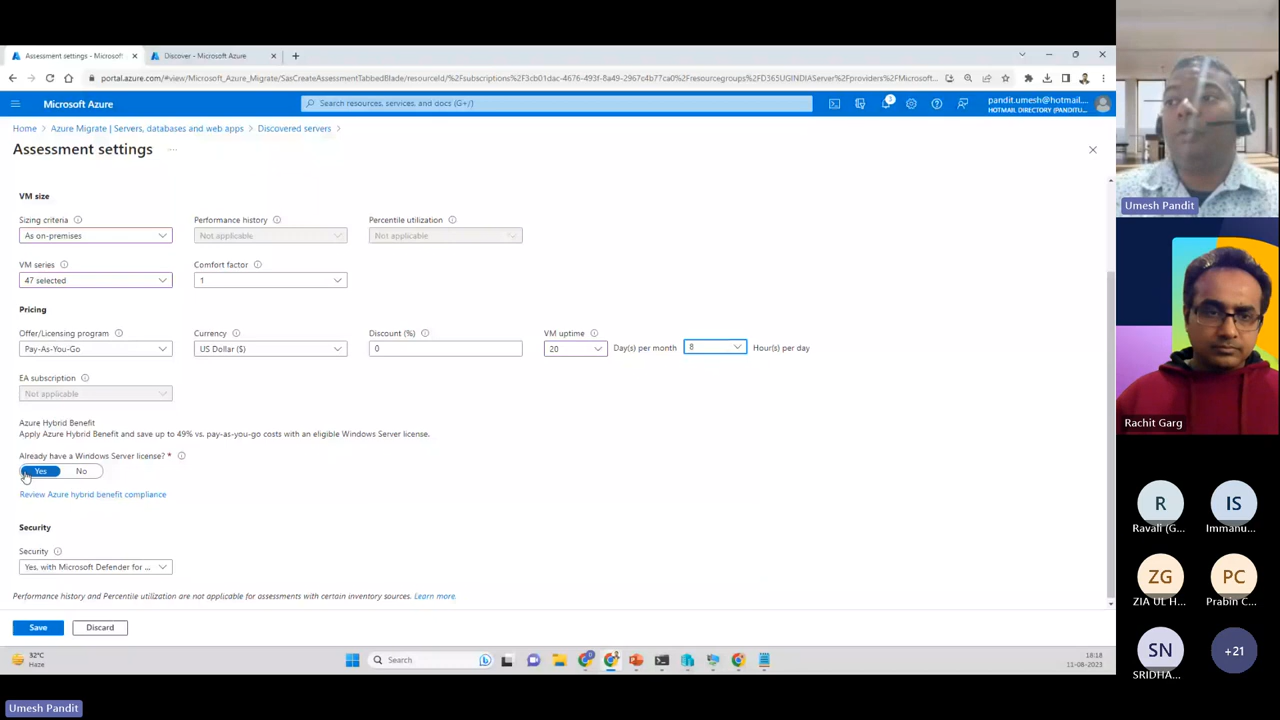 Assessment settings - Microsoft
Discover - Microsoft Azure
portal.azure.com/#view/Microsoft_Azure_Migrate/SasCreateAssessmentTabbedBlade/resourceId/%2Fsubscriptions%2F3cb01dac-4676-493f-8a49-2967c4b77ca0%2Fresourcegroups%2FD365UGINDIAServer%2Fproviders%2FMicrosoft...
Microsoft Azure
Search resources, services, and docs (G+/)
1
pandit.umesh@hotmail....
HOTMAIL DIRECTORY (PANDITU...
Home > Azure Migrate | Servers, databases and web apps > Discovered servers >
Assessment settings ...
VM size
Sizing criteria
Performance history
Percentile utilization
As on-premises
Not applicable
Not applicable
VM series
Comfort factor
47 selected
1
Pricing
Offer/Licensing program
Currency
Discount (%)
VM uptime
Pay-As-You-Go
US Dollar ($)
0
20
Day(s) per month
8
Hour(s) per day
EA subscription
Not applicable
Azure Hybrid Benefit
Apply Azure Hybrid Benefit and save up to 49% vs. pay-as-you-go costs with an eligible Windows Server license.
Already have a Windows Server license? *
Yes
No
Review Azure hybrid benefit compliance
Security
Security
Yes, with Microsoft Defender for ...
Performance history and Percentile utilization are not applicable for assessments with certain inventory sources. Learn more.
Save
Discard
32°C
Haze
Search
18:18
11-08-2023
Umesh Pandit
Umesh Pandit
Rachit Garg
R
Ravali (G...
IS
Immanu...
ZG
ZIA UL H...
PC
Prabin C...
SN
SRIDHA...
+21